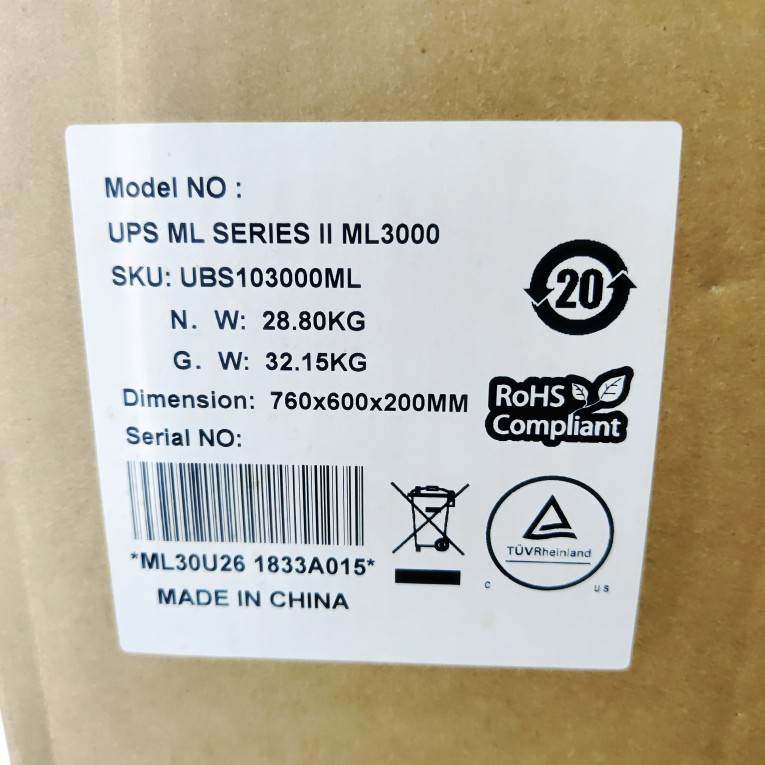 Model NO :
UPS ML SERIES II ML3000
SKU: UBS103000ML
N. W: 28.80KG
G. W: 32.15KG
Dimension: 760x600x200MM
Serial NO:
*ML30U26 1833A015*
MADE IN CHINA
20
RoHS
Compliant
TÜVRheinland
C US